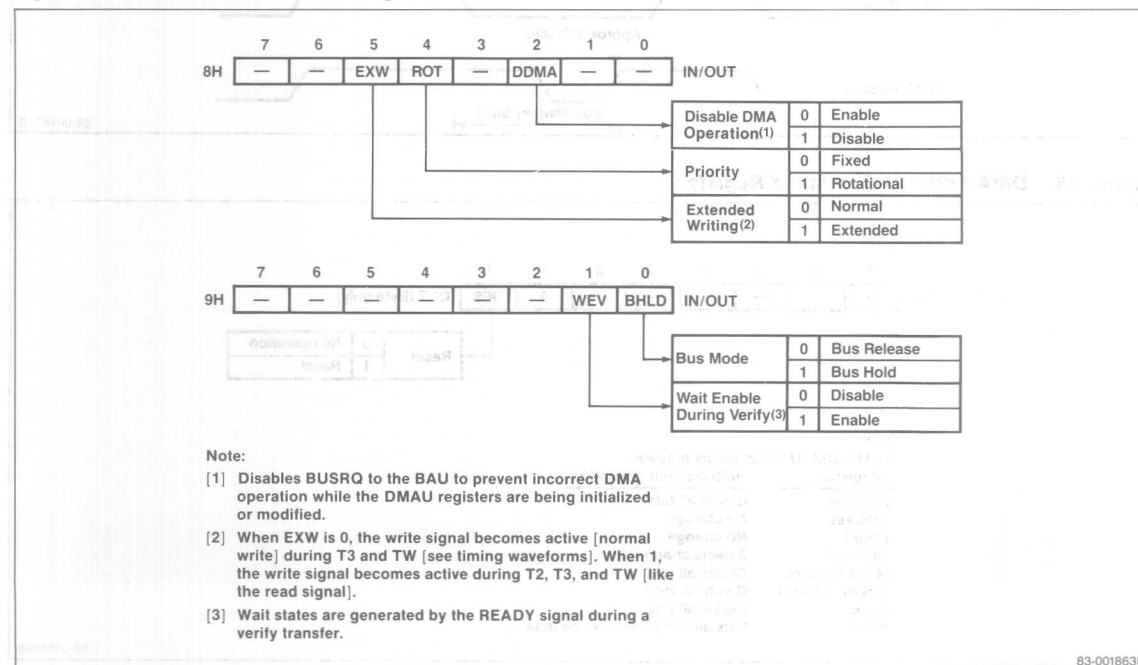 7 6 5 4 3 2 1 0
8H — — EXW ROT — DDMA — — IN/OUT
Disable DMA Operation(1) 0 Enable
1 Disable
Priority 0 Fixed
1 Rotational
Extended Writing(2) 0 Normal
1 Extended
7 6 5 4 3 2 1 0
9H — — — — — — WEV BHLD IN/OUT
Bus Mode 0 Bus Release
1 Bus Hold
Wait Enable During Verify(3) 0 Disable
1 Enable
Note:
[1] Disables BUSRQ to the BAU to prevent incorrect DMA
operation while the DMAU registers are being initialized
or modified.
[2] When EXW is 0, the write signal becomes active [normal
write] during T3 and TW [see timing waveforms]. When 1,
the write signal becomes active during T2, T3, and TW [like
the read signal].
[3] Wait states are generated by the READY signal during a
verify transfer.